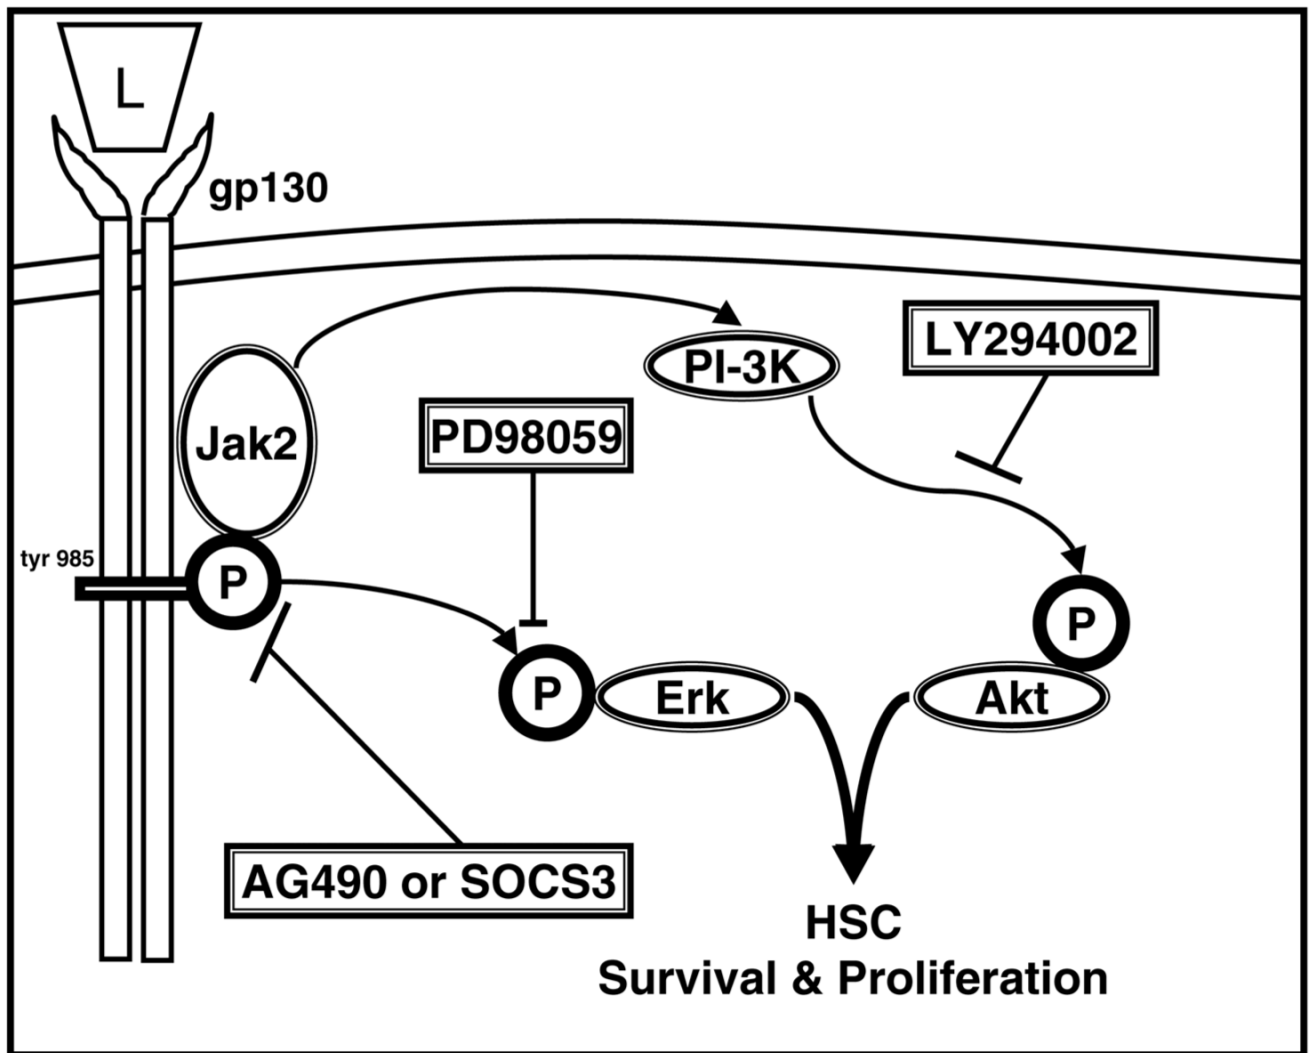 L
gp130
LY294002
PI-3K
PD98059
Jak2
tyr 985
P
P
P
Erk
Akt
AG490 or SOCS3
HSC
Survival & Proliferation